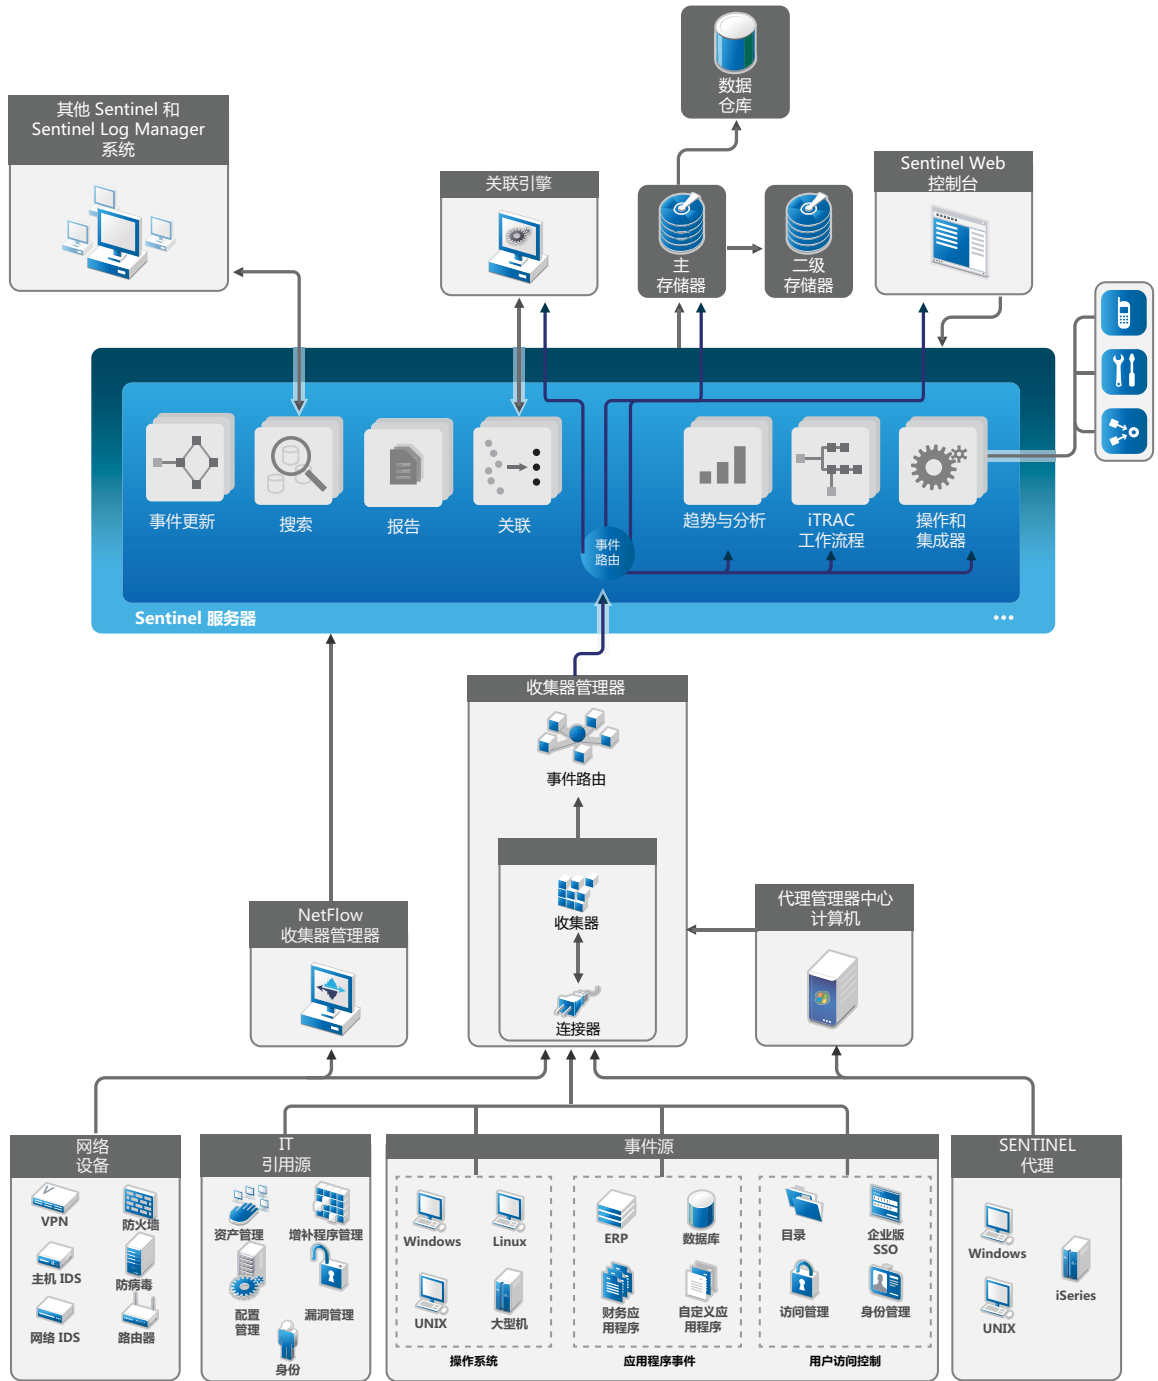 数据
仓库
其他 Sentinel 和
Sentinel Log Manager
系统
关联引擎
主
存储器
二级
存储器
Sentinel Web
控制台
事件更新
搜索
报告
关联
事件
路由
趋势与分析
iTRAC
工作流程
操作和
集成器
Sentinel 服务器
收集器管理器
事件路由
收集器
连接器
NetFlow
收集器管理器
代理管理器中心
计算机
网络
设备
VPN
防火墙
主机 IDS
防病毒
网络 IDS
路由器
IT
引用源
资产管理
增补程序管理
配置
管理
漏洞管理
身份
事件源
Windows
Linux
UNIX
大型机
操作系统
ERP
数据库
财务应
用程序
自定义应
用程序
应用程序事件
目录
企业版
SSO
访问管理
身份管理
用户访问控制
SENTINEL
代理
Windows
iSeries
UNIX